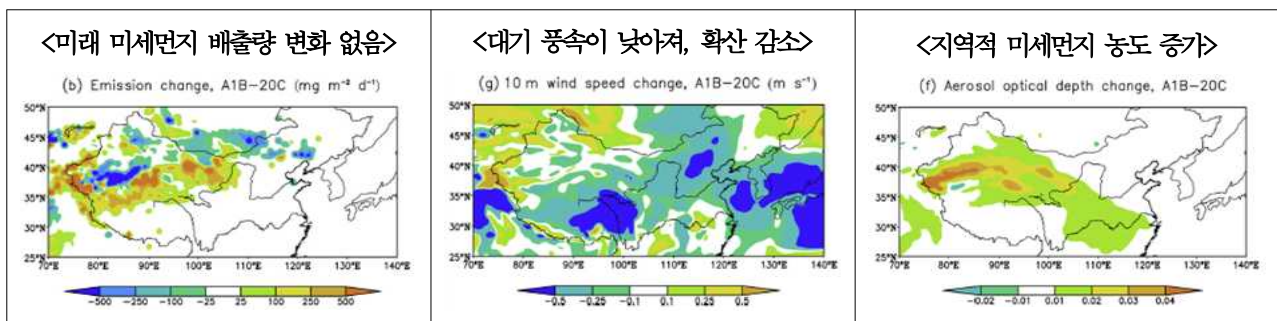 <미래 미세먼지 배출량 변화 없음>
(b) Emission change, A1B−20C (mg m⁻² d⁻¹)
50°N
45°N
40°N
35°N
30°N
25°N
70°E 80°E 90°E 100°E 110°E 120°E 130°E 140°E
−500 −250 −100 −25 25 100 250 500
<대기 풍속이 낮아져, 확산 감소>
(g) 10 m wind speed change, A1B−20C (m s⁻¹)
50°N
45°N
40°N
35°N
30°N
25°N
70°E 80°E 90°E 100°E 110°E 120°E 130°E 140°E
−0.5 −0.25 −0.1 0.1 0.25 0.5
<지역적 미세먼지 농도 증가>
(f) Aerosol optical depth change, A1B−20C
50°N
45°N
40°N
35°N
30°N
25°N
70°E 80°E 90°E 100°E 110°E 120°E 130°E 140°E
−0.02 −0.01 0.01 0.02 0.03 0.04